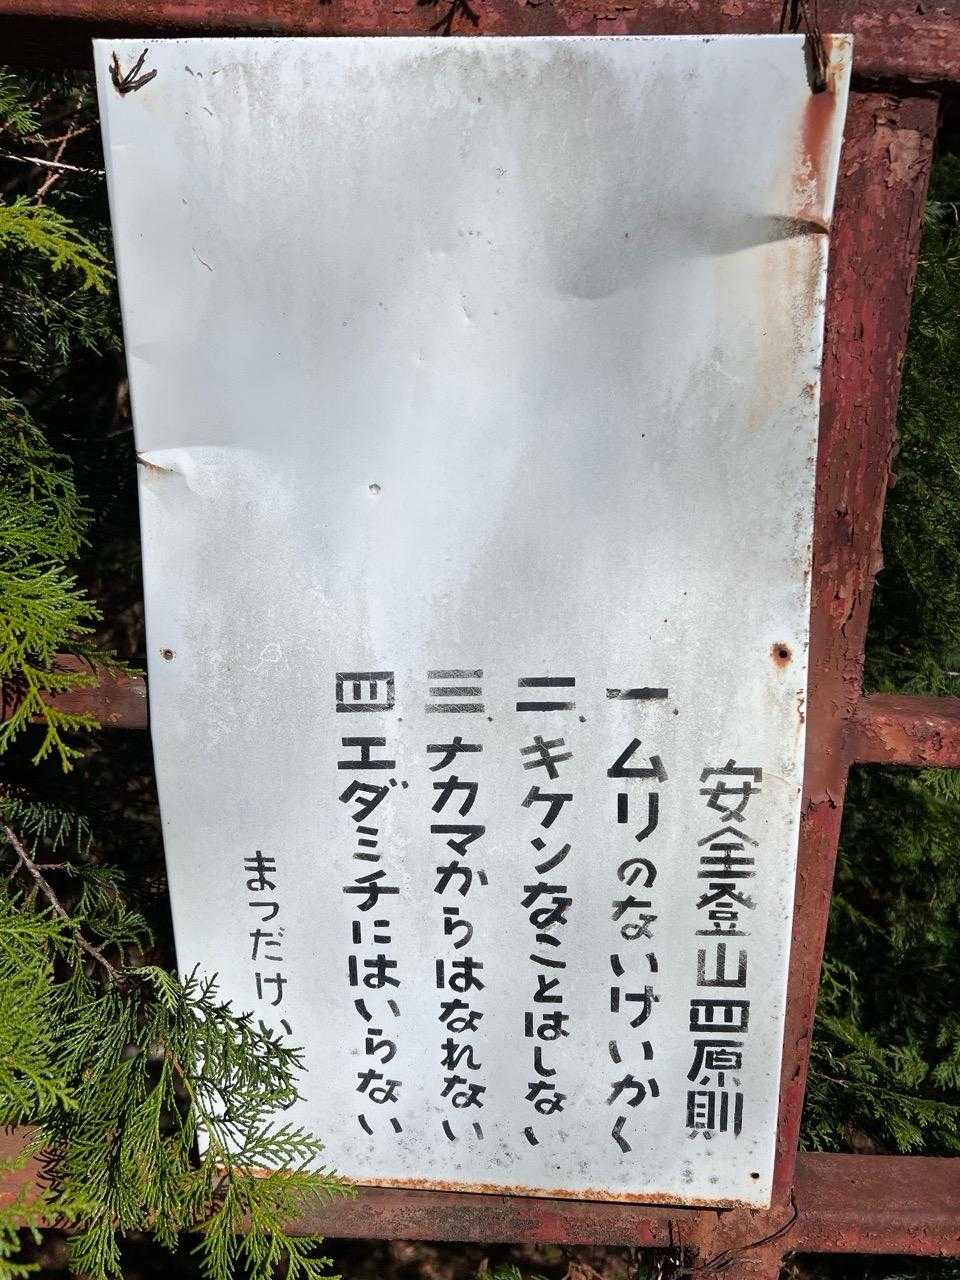 安全登山四原則
一、ムリのないけいかく
二、キケンなことはしない
三、ナカマからはなれない
四、エダミチにはいらない
まつだけい